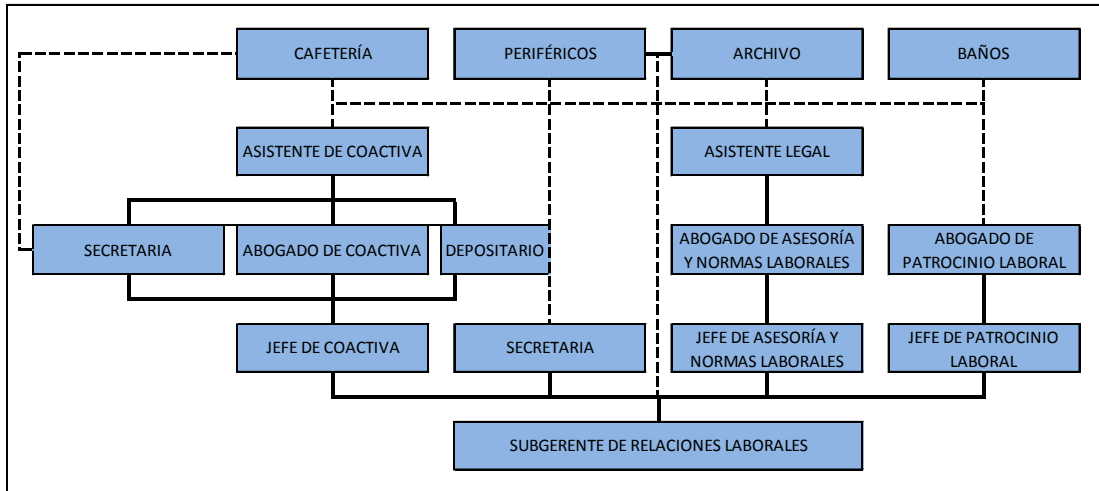 CAFETERÍA
PERIFÉRICOS
ARCHIVO
BAÑOS
ASISTENTE DE COACTIVA
ASISTENTE LEGAL
SECRETARIA
ABOGADO DE COACTIVA
DEPOSITARIO
ABOGADO DE ASESORÍA
Y NORMAS LABORALES
ABOGADO DE
PATROCINIO LABORAL
JEFE DE COACTIVA
SECRETARIA
JEFE DE ASESORÍA Y
NORMAS LABORALES
JEFE DE PATROCINIO
LABORAL
SUBGERENTE DE RELACIONES LABORALES